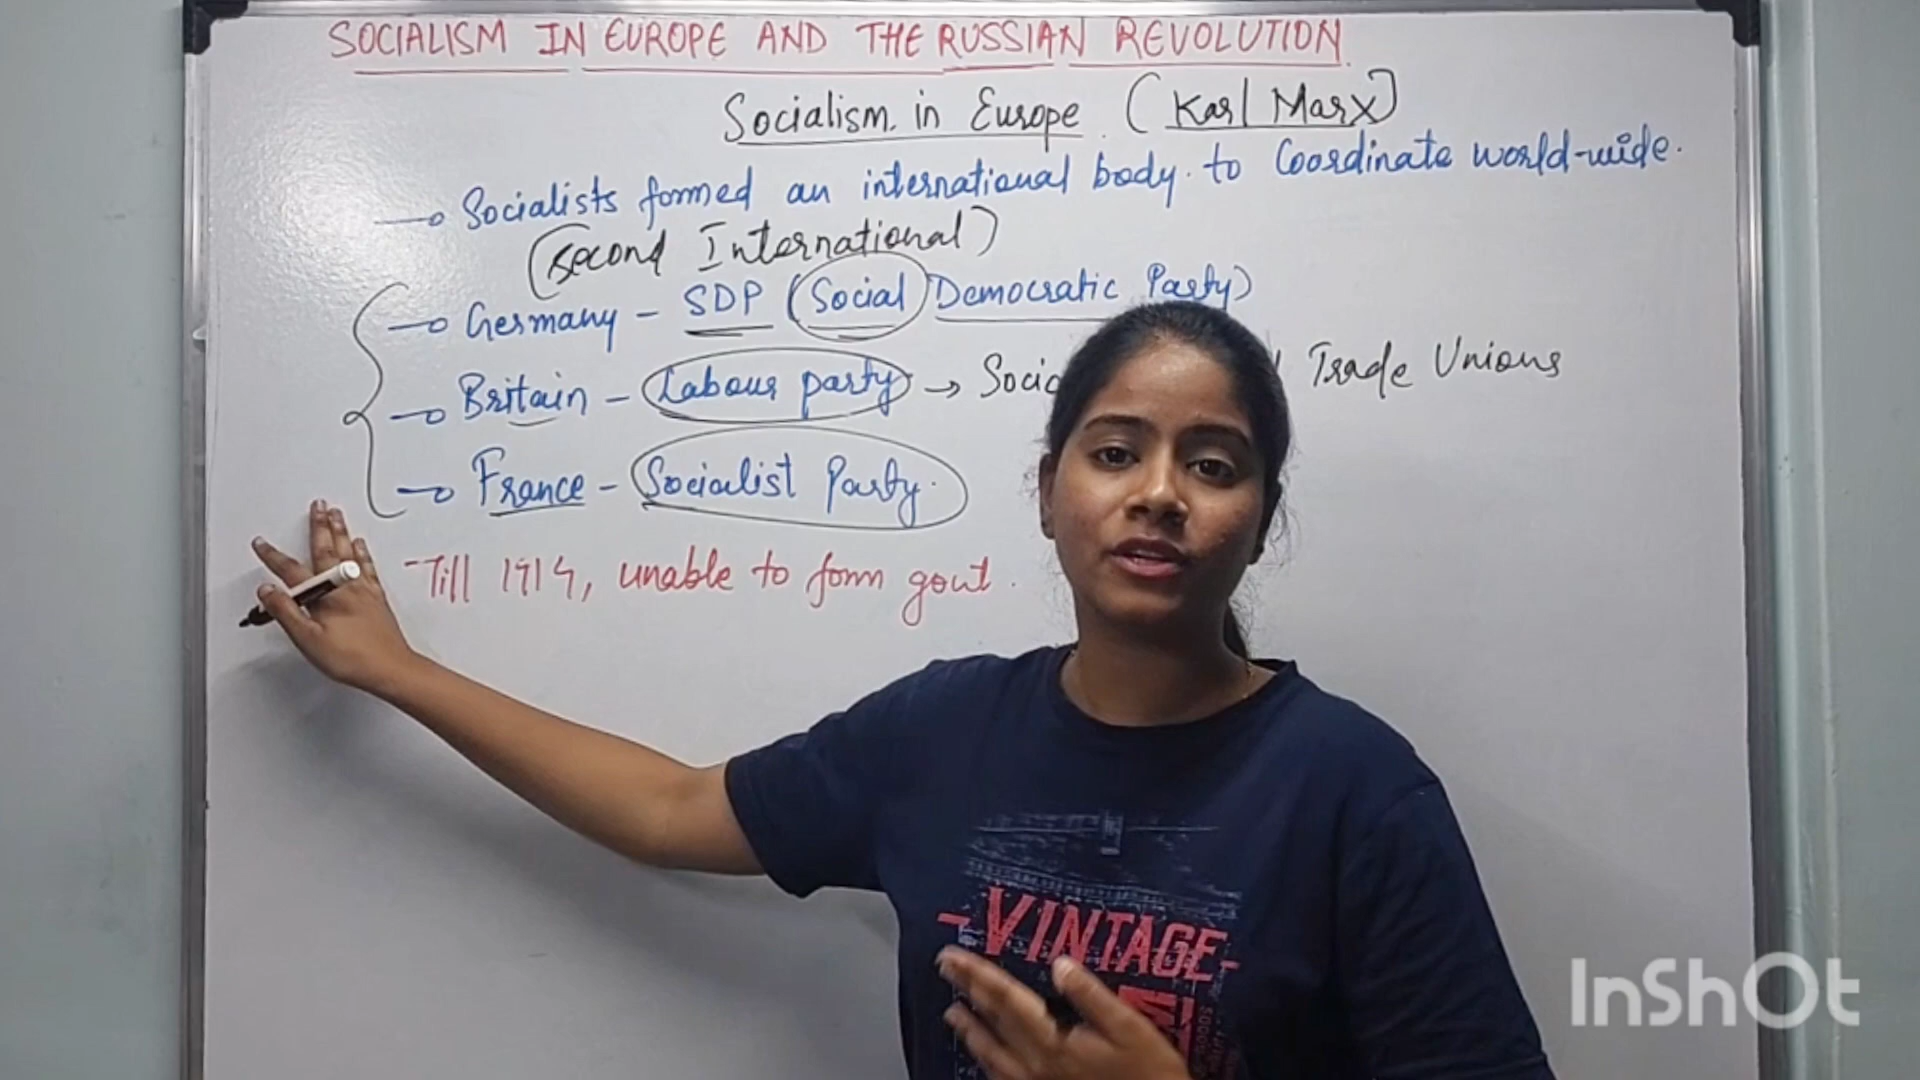 SOCIALISM IN EUROPE AND THE RUSSIAN REVOLUTION
Socialism in Europe (Karl Marx)
Socialists formed an international body to Coordinate world-wide.
(Second International)
Germany - SDP (Social Democratic Party)
Britain - Labour party → Trade Unions
France - Socialist Party.
Till 1914, unable to form govt.
-VINTAGE-
InShOt